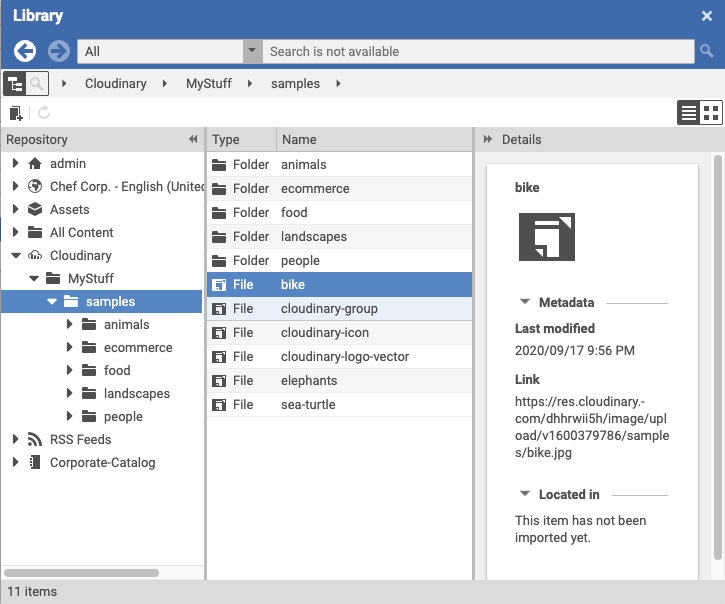 Library
All
Search is not available
Cloudinary
MyStuff
samples
Repository
admin
Chef Corp. - English (United
Assets
All Content
Cloudinary
MyStuff
samples
animals
ecommerce
food
landscapes
people
RSS Feeds
Corporate-Catalog
Type Name
Folder animals
Folder ecommerce
Folder food
Folder landscapes
Folder people
File bike
File cloudinary-group
File cloudinary-icon
File cloudinary-logo-vector
File elephants
File sea-turtle
Details
bike
Metadata
Last modified
2020/09/17 9:56 PM
Link
https://res.cloudinary.-
com/dhhrwii5h/image/upl
oad/v1600379786/sample
s/bike.jpg
Located in
This item has not been
imported yet.
11 items